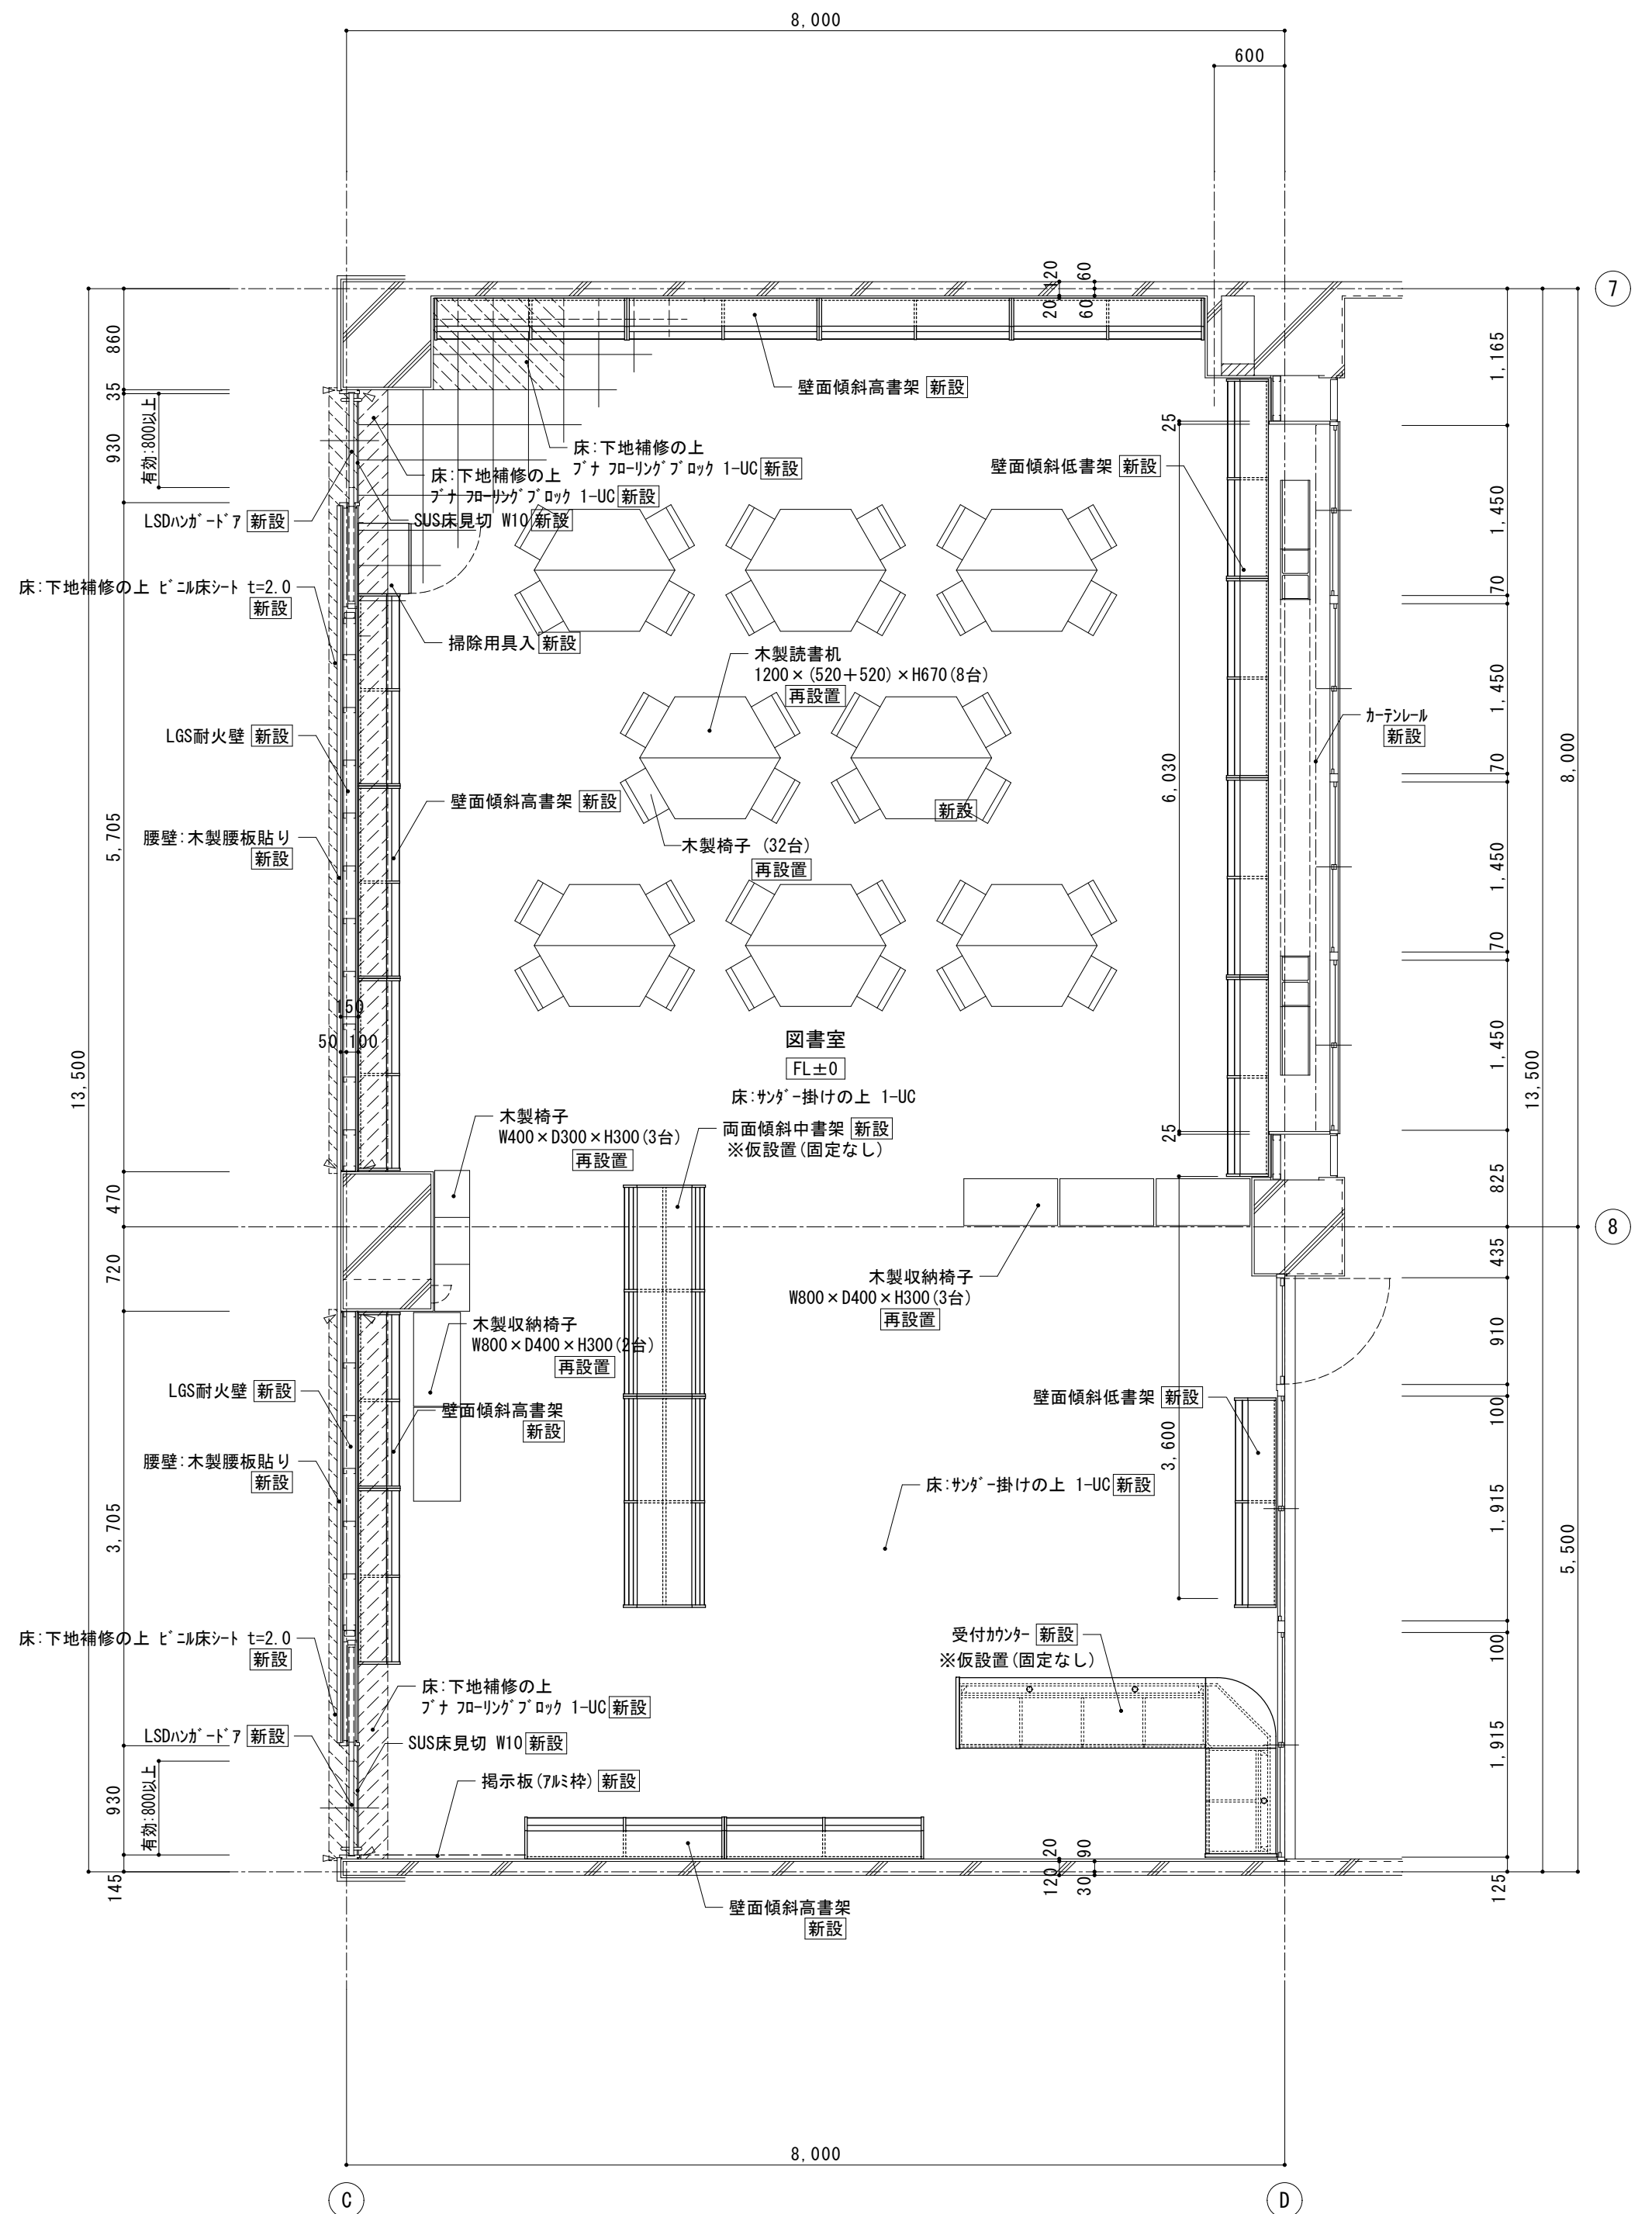 8,000
600
7
120
20
60
60
860
35
930
有効:800以上
1,165
壁面傾斜高書架 新設
25
床:下地補修の上
ブナ フローリングブロック 1-UC 新設
床:下地補修の上
ブナ フローリングブロック 1-UC 新設
壁面傾斜低書架 新設
LSDハンガードア 新設
SUS床見切 W10 新設
1,450
床:下地補修の上 ビニル床シート t=2.0
新設
70
掃除用具入 新設
木製読書机
1200×(520+520)×H670(8台)
再設置
1,450
カーテンレール
新設
LGS耐火壁 新設
6,030
70
8,000
壁面傾斜高書架 新設
新設
5,705
腰壁:木製腰板貼り
新設
木製椅子 (32台)
再設置
1,450
70
150
50
100
図書室
FL±0
床:サンダー掛けの上 1-UC
1,450
13,500
13,500
木製椅子
W400×D300×H300(3台)
再設置
両面傾斜中書架 新設
※仮設置(固定なし)
25
470
825
8
720
435
木製収納椅子
W800×D400×H300(3台)
再設置
木製収納椅子
W800×D400×H300(2台)
再設置
910
LGS耐火壁 新設
壁面傾斜高書架
新設
壁面傾斜低書架 新設
100
3,600
腰壁:木製腰板貼り
新設
床:サンダー掛けの上 1-UC 新設
3,705
1,915
5,500
床:下地補修の上 ビニル床シート t=2.0
新設
受付カウンター 新設
※仮設置(固定なし)
100
床:下地補修の上
ブナ フローリングブロック 1-UC 新設
LSDハンガードア 新設
SUS床見切 W10 新設
1,915
930
有効:800以上
掲示板(アルミ枠) 新設
20
90
120
30
145
125
壁面傾斜高書架
新設
8,000
C
D